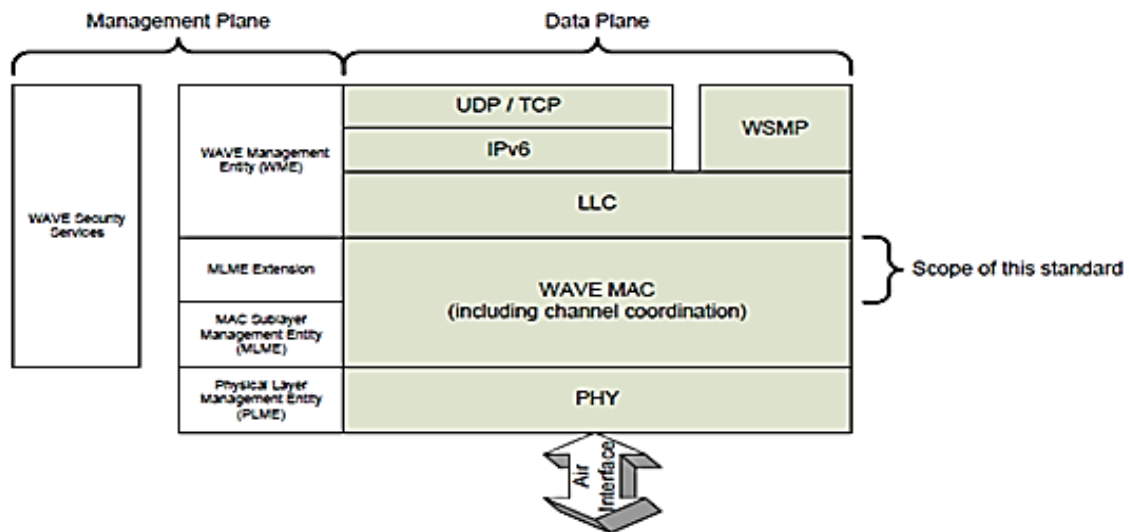 Management Plane
Data Plane
WAVE Security
Services
WAVE Management
Entity (WME)
UDP / TCP
IPv6
WSMP
LLC
MLME Extension
MAC Sublayer
Management Entity
(MLME)
WAVE MAC
(including channel coordination)
Scope of this standard
Physical Layer
Management Entity
(PLME)
PHY
Air
Interface